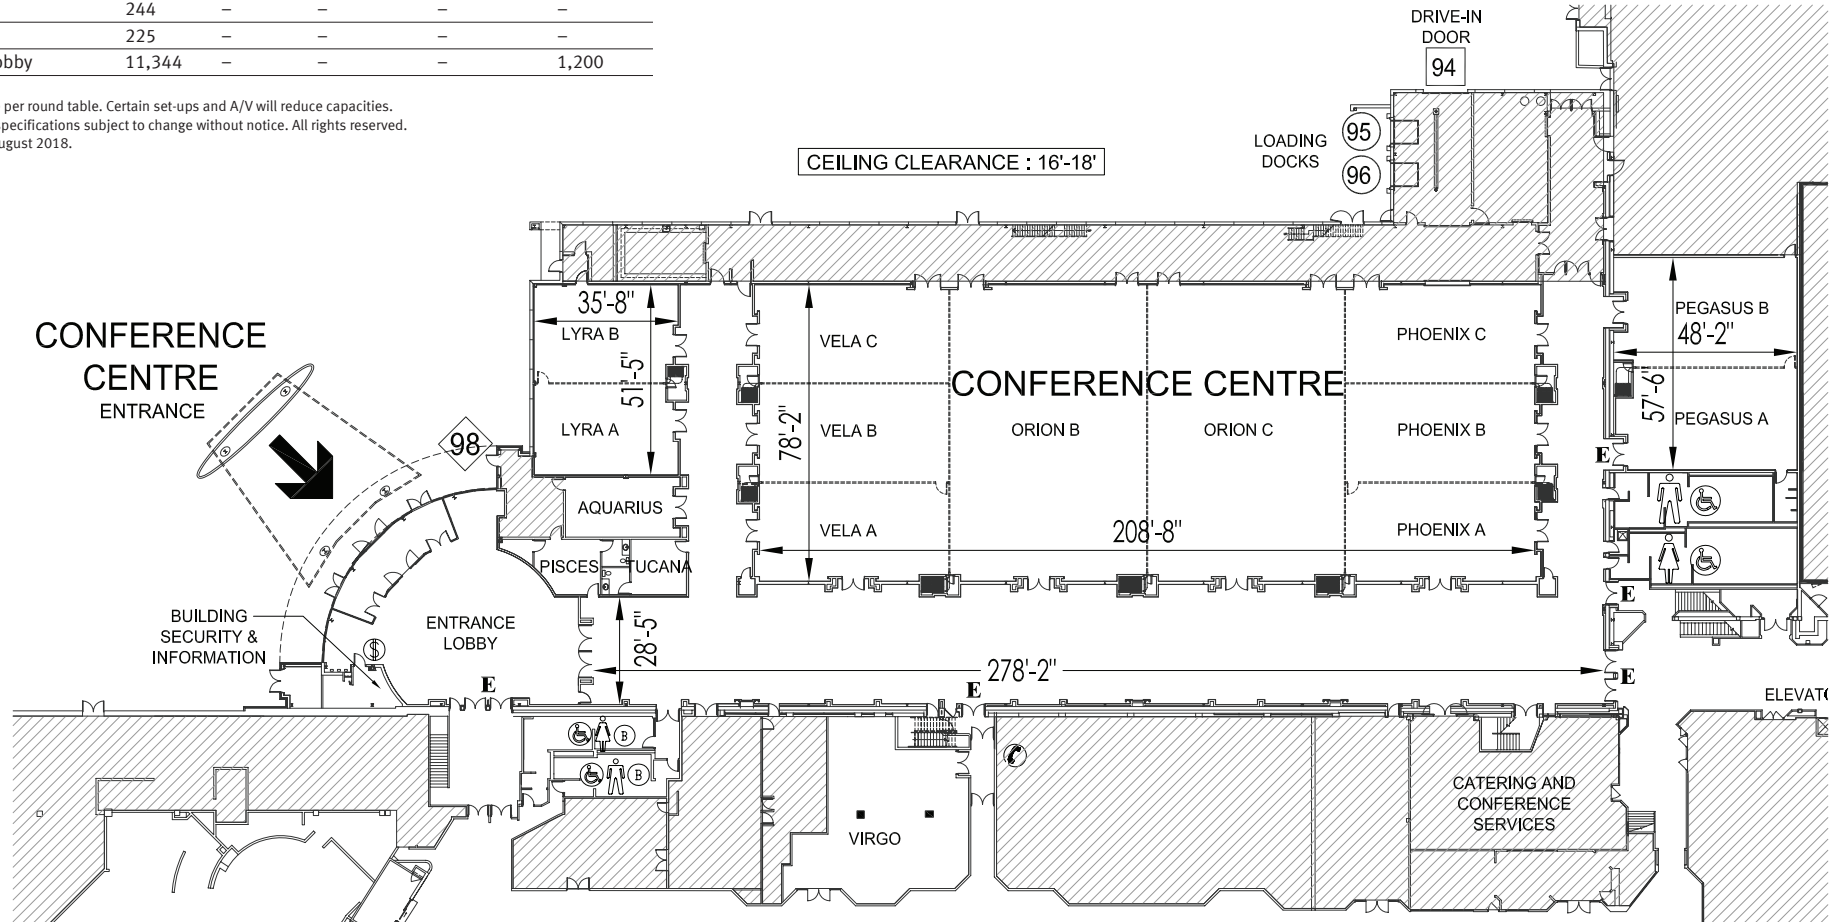 244 – – – –
225 – – – –
obby 11,344 – – – 1,200
per round table. Certain set-ups and A/V will reduce capacities.
specifications subject to change without notice. All rights reserved.
ugust 2018.
CEILING CLEARANCE : 16'-18'
DRIVE-IN
DOOR
94
LOADING
DOCKS
95
96
CONFERENCE
CENTRE
ENTRANCE
98
35'-8"
LYRA B
51'-5"
LYRA A
AQUARIUS
PISCES
TUCANA
VELA C
78'-2"
VELA B
VELA A
CONFERENCE CENTRE
ORION B
ORION C
208'-8"
PHOENIX C
PHOENIX B
PHOENIX A
PEGASUS B
48'-2"
57'-6"
PEGASUS A
E
E
E
BUILDING
SECURITY &
INFORMATION
$
ENTRANCE
LOBBY
28'-5"
278'-2"
E
E
ELEVATO
B
B
VIRGO
CATERING AND
CONFERENCE
SERVICES